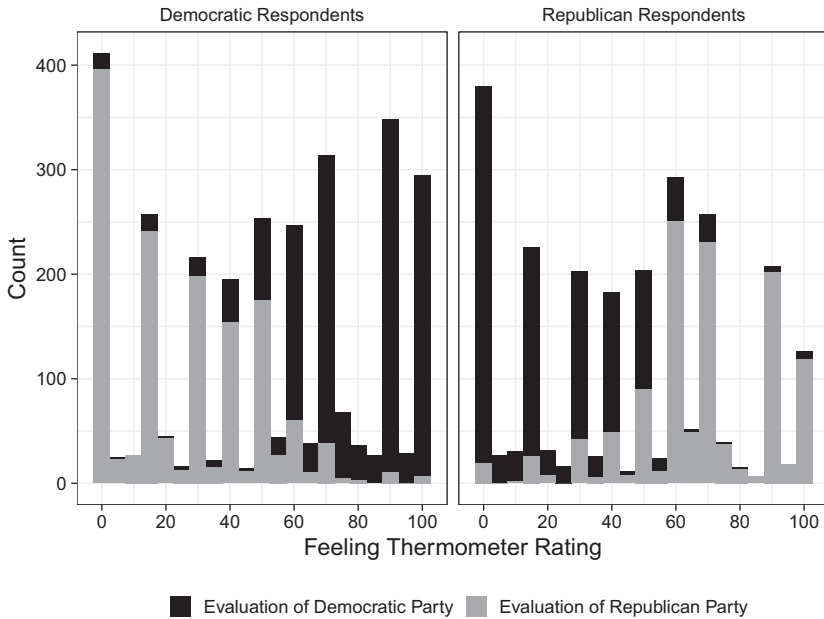 Democratic Respondents Republican Respondents
400
300
200
100
0
Count
0 20 40 60 80 100 0 20 40 60 80 100
Feeling Thermometer Rating
Evaluation of Democratic Party Evaluation of Republican Party